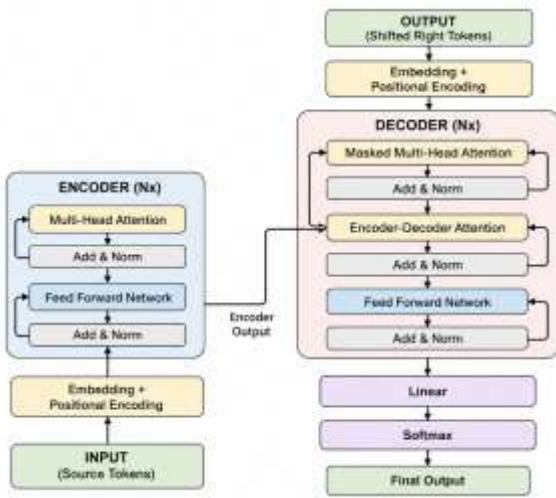 OUTPUT
(Shifted Right Tokens)
Embedding +
Positional Encoding
DECODER (Nx)
Masked Multi-Head Attention
Add & Norm
Encoder-Decoder Attention
Add & Norm
Feed Forward Network
Add & Norm
Linear
Softmax
Final Output
ENCODER (Nx)
Multi-Head Attention
Add & Norm
Feed Forward Network
Add & Norm
Encoder
Output
Embedding +
Positional Encoding
INPUT
(Source Tokens)